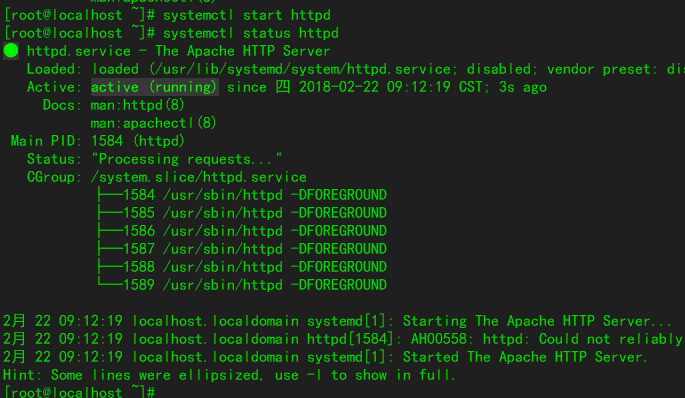 man:apachectl(8)
[root@localhost ~]# systemctl start httpd
[root@localhost ~]# systemctl status httpd
● httpd.service - The Apache HTTP Server
Loaded: loaded (/usr/lib/systemd/system/httpd.service; disabled; vendor preset: dis
Active: active (running) since 四 2018-02-22 09:12:19 CST; 3s ago
Docs: man:httpd(8)
man:apachectl(8)
Main PID: 1584 (httpd)
Status: "Processing requests..."
CGroup: /system.slice/httpd.service
├─1584 /usr/sbin/httpd -DFOREGROUND
├─1585 /usr/sbin/httpd -DFOREGROUND
├─1586 /usr/sbin/httpd -DFOREGROUND
├─1587 /usr/sbin/httpd -DFOREGROUND
├─1588 /usr/sbin/httpd -DFOREGROUND
└─1589 /usr/sbin/httpd -DFOREGROUND
2月 22 09:12:19 localhost.localdomain systemd[1]: Starting The Apache HTTP Server...
2月 22 09:12:19 localhost.localdomain httpd[1584]: AH00558: httpd: Could not reliably
2月 22 09:12:19 localhost.localdomain systemd[1]: Started The Apache HTTP Server.
Hint: Some lines were ellipsized, use -l to show in full.
[root@localhost ~]#